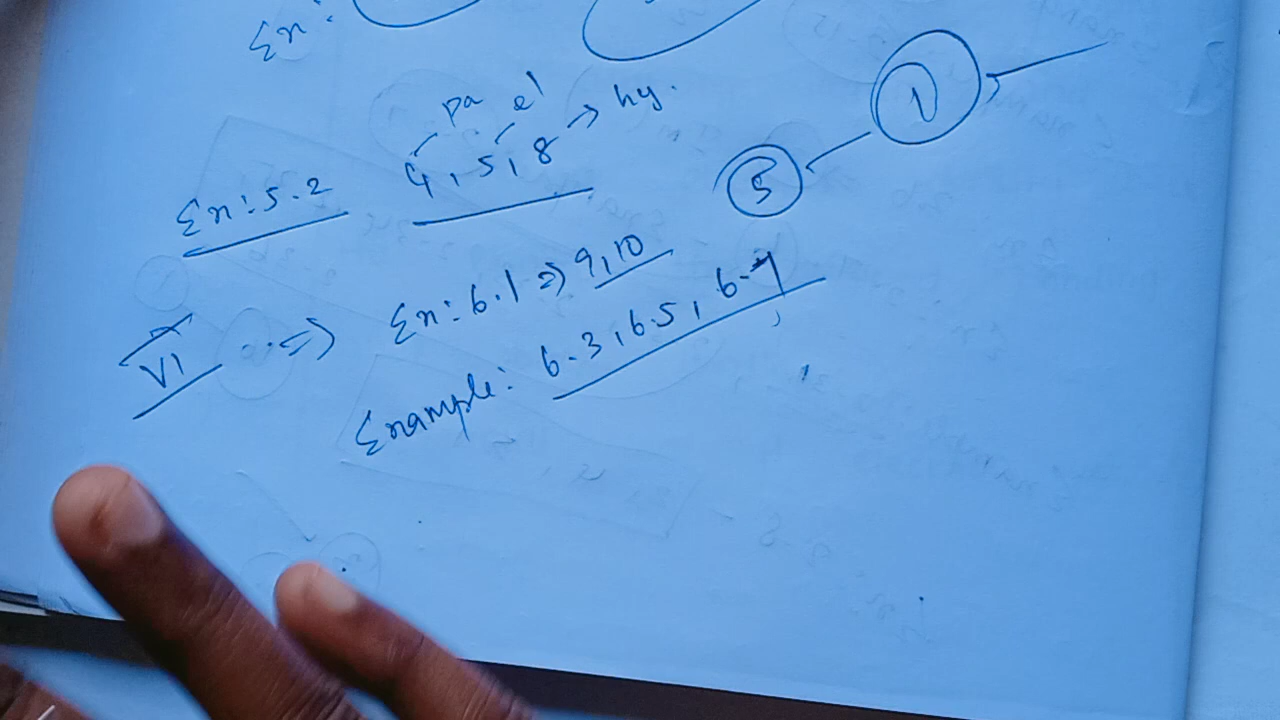 Ex:
pa el
4, 5, 8 → hy.
Ex: 5.2
1
5
VI ⇒ Ex: 6.1 ⇒ 9, 10
Example: 6.3, 6.5, 6.7